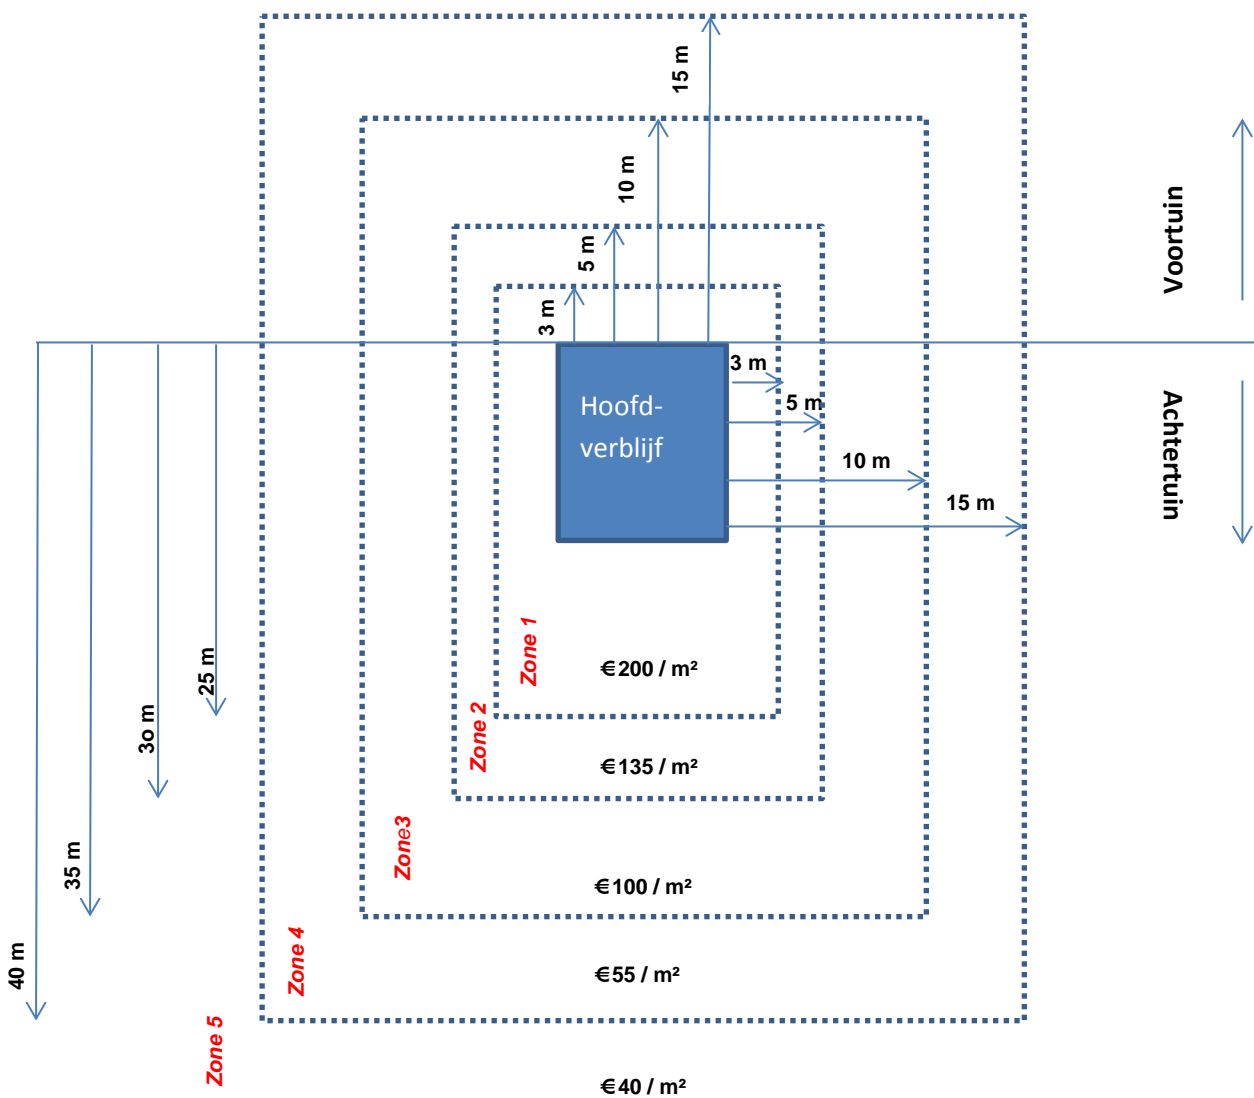 15 m
10 m
5 m
3 m
Voortuin
3 m
5 m
10 m
15 m
Hoofd-
verblijf
Achtertuin
25 m
3o m
35 m
40 m
Zone 1
€200 / m²
Zone 2
€135 / m²
Zone3
€100 / m²
Zone 4
€55 / m²
Zone 5
€40 / m²